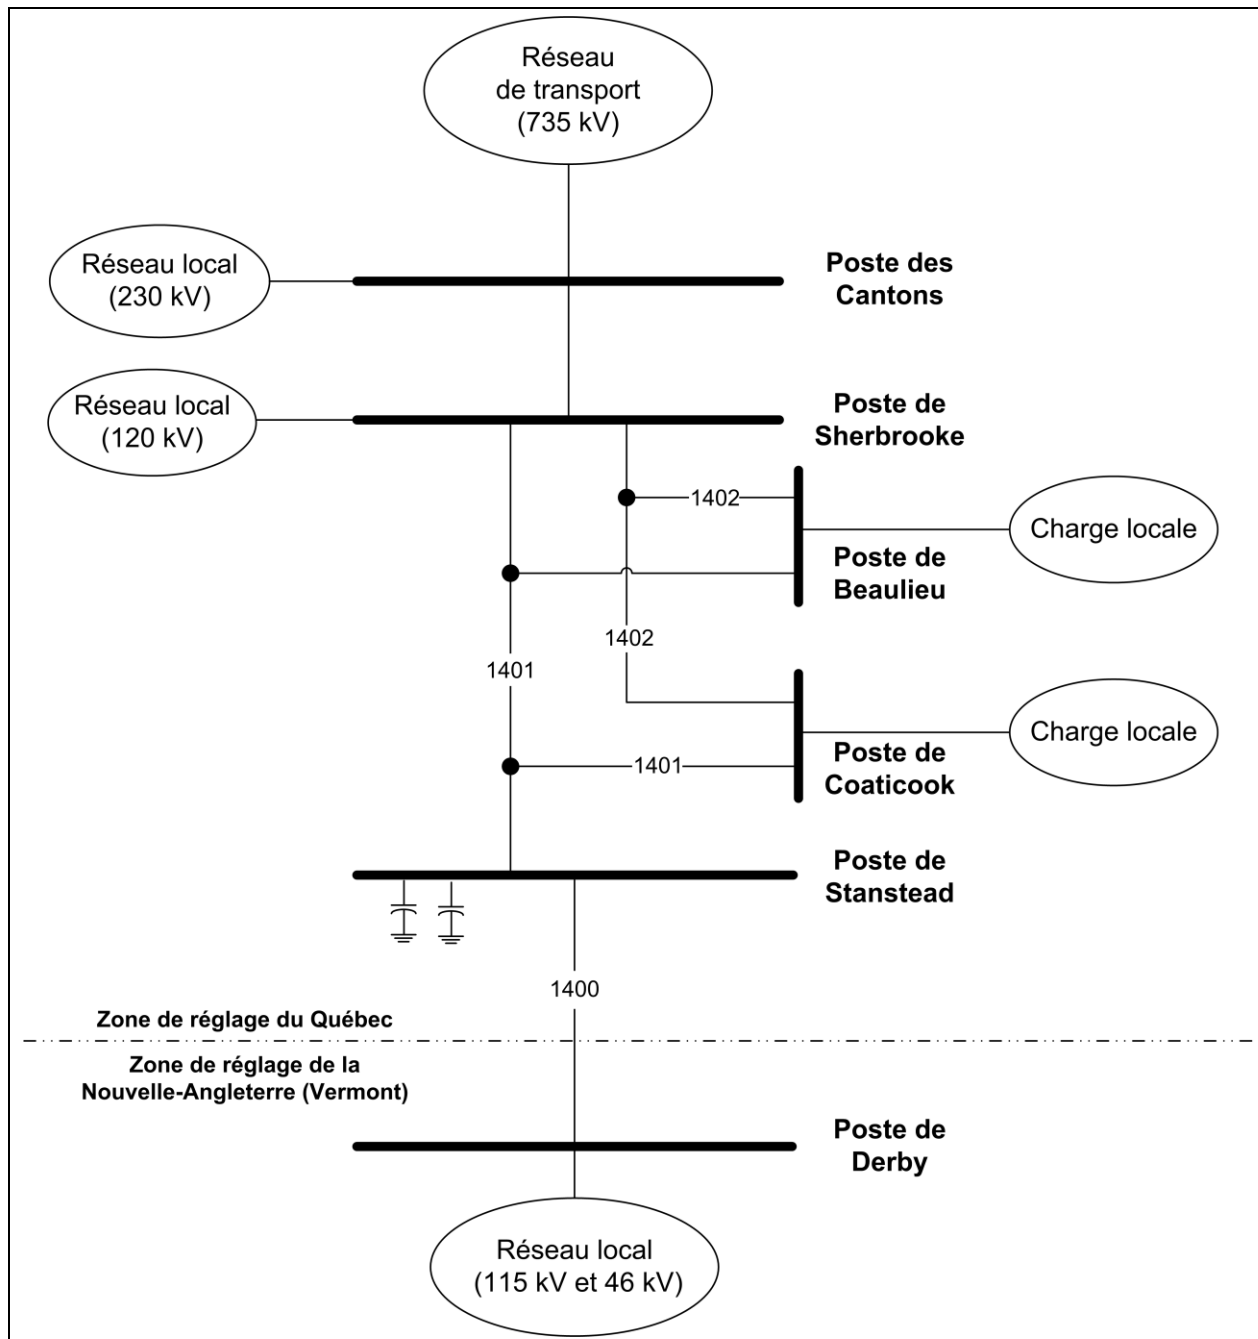 Réseau
de transport
(735 kV)
Réseau local
(230 kV)
Poste des
Cantons
Réseau local
(120 kV)
Poste de
Sherbrooke
1402
Charge locale
Poste de
Beaulieu
1402
1401
Charge locale
1401
Poste de
Coaticook
Poste de
Stanstead
1400
Zone de réglage du Québec
Zone de réglage de la
Nouvelle-Angleterre (Vermont)
Poste de
Derby
Réseau local
(115 kV et 46 kV)